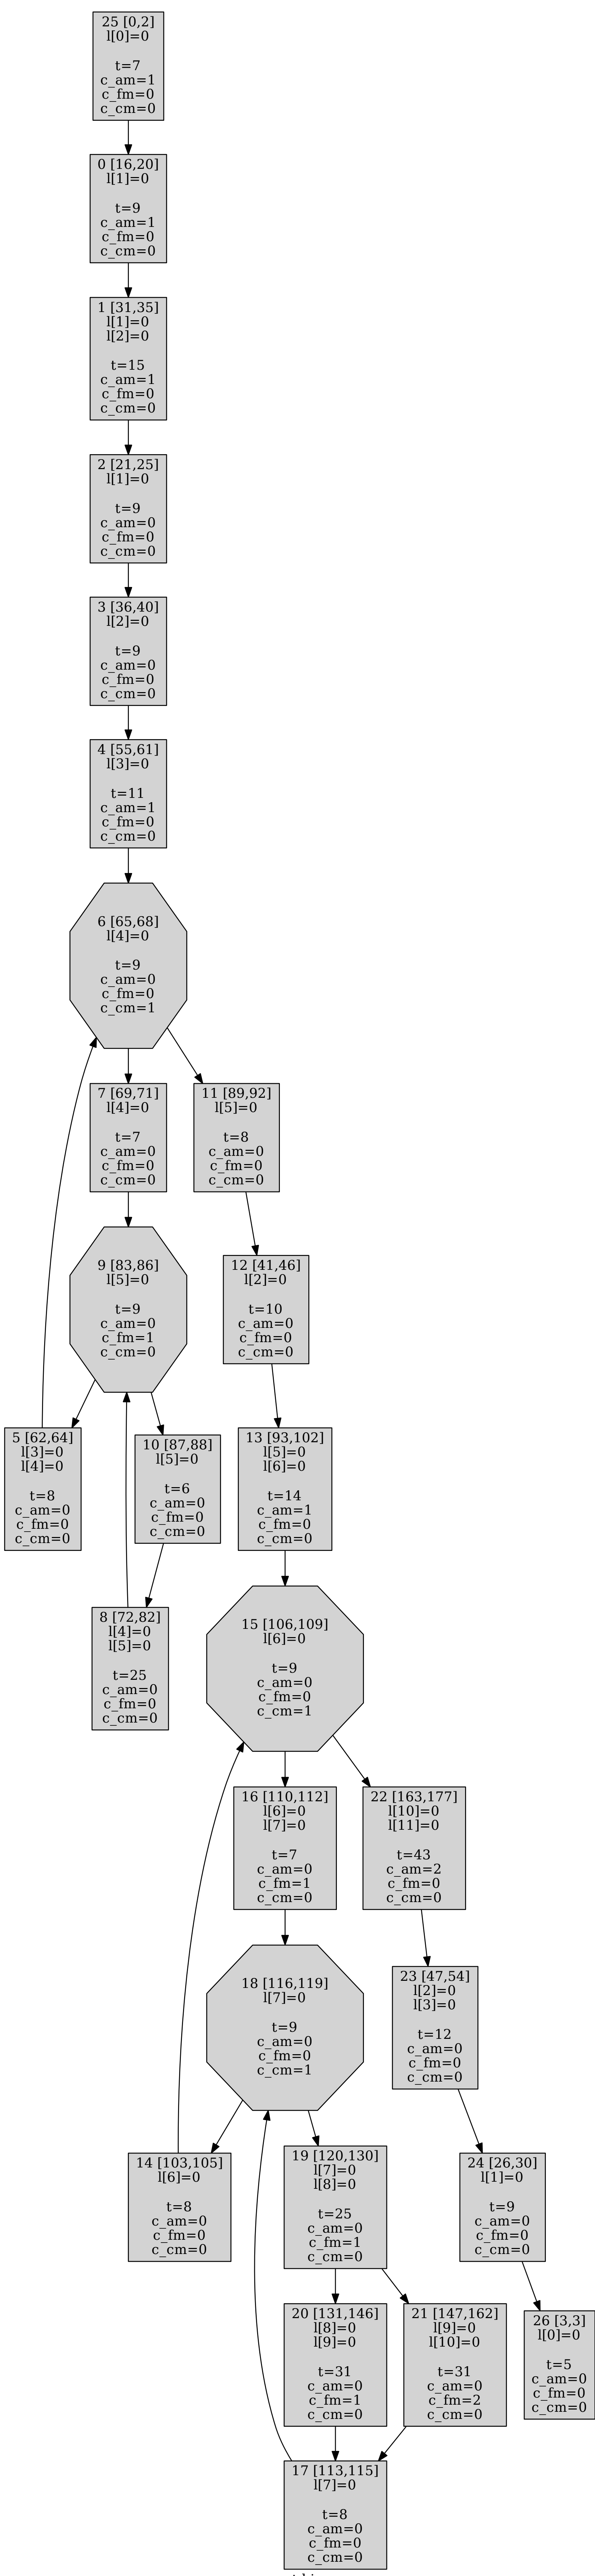 25 [0,2]
l[0]=0
t=7
c_am=1
c_fm=0
c_cm=0
0 [16,20]
l[1]=0
t=9
c_am=1
c_fm=0
c_cm=0
1 [31,35]
l[1]=0
l[2]=0
t=15
c_am=1
c_fm=0
c_cm=0
2 [21,25]
l[1]=0
t=9
c_am=0
c_fm=0
c_cm=0
3 [36,40]
l[2]=0
t=9
c_am=0
c_fm=0
c_cm=0
4 [55,61]
l[3]=0
t=11
c_am=1
c_fm=0
c_cm=0
6 [65,68]
l[4]=0
t=9
c_am=0
c_fm=0
c_cm=1
7 [69,71]
l[4]=0
t=7
c_am=0
c_fm=0
c_cm=0
11 [89,92]
l[5]=0
t=8
c_am=0
c_fm=0
c_cm=0
9 [83,86]
l[5]=0
t=9
c_am=0
c_fm=1
c_cm=0
12 [41,46]
l[2]=0
t=10
c_am=0
c_fm=0
c_cm=0
5 [62,64]
l[3]=0
l[4]=0
t=8
c_am=0
c_fm=0
c_cm=0
10 [87,88]
l[5]=0
t=6
c_am=0
c_fm=0
c_cm=0
13 [93,102]
l[5]=0
l[6]=0
t=14
c_am=1
c_fm=0
c_cm=0
8 [72,82]
l[4]=0
l[5]=0
t=25
c_am=0
c_fm=0
c_cm=0
15 [106,109]
l[6]=0
t=9
c_am=0
c_fm=0
c_cm=1
16 [110,112]
l[6]=0
l[7]=0
t=7
c_am=0
c_fm=1
c_cm=0
22 [163,177]
l[10]=0
l[11]=0
t=43
c_am=2
c_fm=0
c_cm=0
18 [116,119]
l[7]=0
t=9
c_am=0
c_fm=0
c_cm=1
23 [47,54]
l[2]=0
l[3]=0
t=12
c_am=0
c_fm=0
c_cm=0
14 [103,105]
l[6]=0
t=8
c_am=0
c_fm=0
c_cm=0
19 [120,130]
l[7]=0
l[8]=0
t=25
c_am=0
c_fm=1
c_cm=0
24 [26,30]
l[1]=0
t=9
c_am=0
c_fm=0
c_cm=0
20 [131,146]
l[8]=0
l[9]=0
t=31
c_am=0
c_fm=1
c_cm=0
21 [147,162]
l[9]=0
l[10]=0
t=31
c_am=0
c_fm=2
c_cm=0
26 [3,3]
l[0]=0
t=5
c_am=0
c_fm=0
c_cm=0
17 [113,115]
l[7]=0
t=8
c_am=0
c_fm=0
c_cm=0